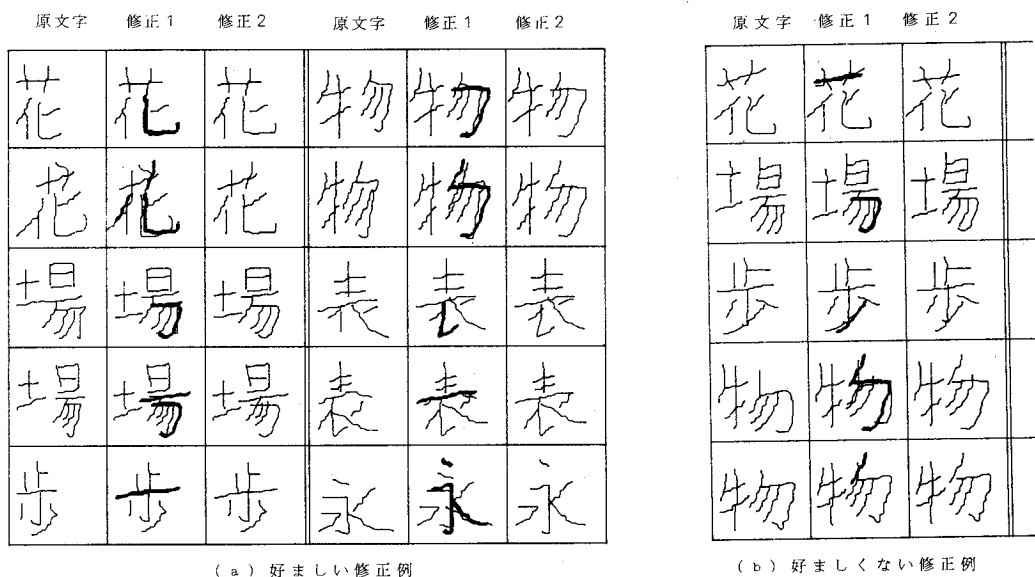 原文字 修正1 修正2 原文字 修正1 修正2
花 花 花 物 物 物
花 花 花 物 物 物
場 場 場 表 表 表
場 場 場 表 表 表
歩 歩 歩 永 永 永
(a) 好ましい修正例
原文字 修正1 修正2
花 花 花
場 場 場
歩 歩 歩
物 物 物
物 物 物
(b) 好ましくない修正例